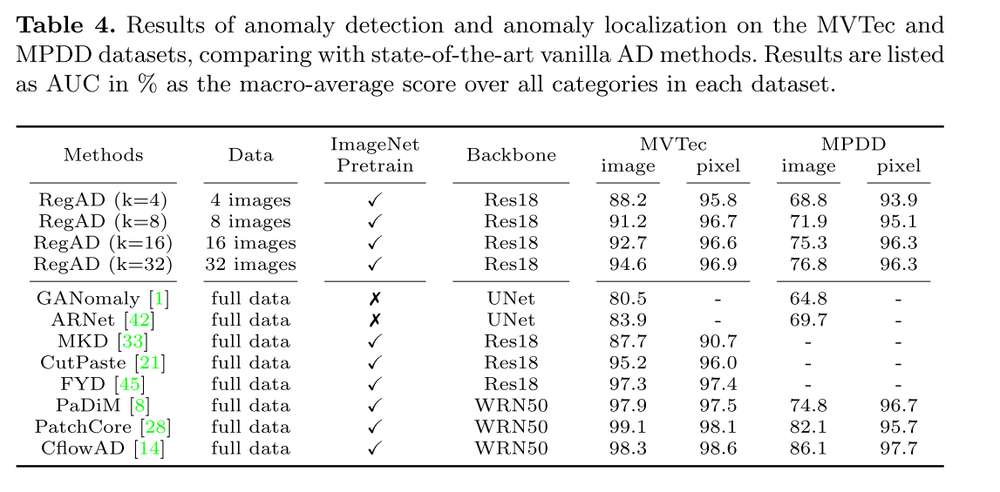 Table 4. Results of anomaly detection and anomaly localization on the MVTec and
MPDD datasets, comparing with state-of-the-art vanilla AD methods. Results are listed
as AUC in % as the macro-average score over all categories in each dataset.
Methods Data ImageNet Pretrain Backbone MVTec MPDD
image pixel image pixel
RegAD (k=4) 4 images ✓ Res18 88.2 95.8 68.8 93.9
RegAD (k=8) 8 images ✓ Res18 91.2 96.7 71.9 95.1
RegAD (k=16) 16 images ✓ Res18 92.7 96.6 75.3 96.3
RegAD (k=32) 32 images ✓ Res18 94.6 96.9 76.8 96.3
GANomaly [1] full data ✗ UNet 80.5 - 64.8 -
ARNet [42] full data ✗ UNet 83.9 - 69.7 -
MKD [33] full data ✓ Res18 87.7 90.7 - -
CutPaste [21] full data ✓ Res18 95.2 96.0 - -
FYD [45] full data ✓ Res18 97.3 97.4 - -
PaDiM [8] full data ✓ WRN50 97.9 97.5 74.8 96.7
PatchCore [28] full data ✓ WRN50 99.1 98.1 82.1 95.7
CflowAD [14] full data ✓ WRN50 98.3 98.6 86.1 97.7